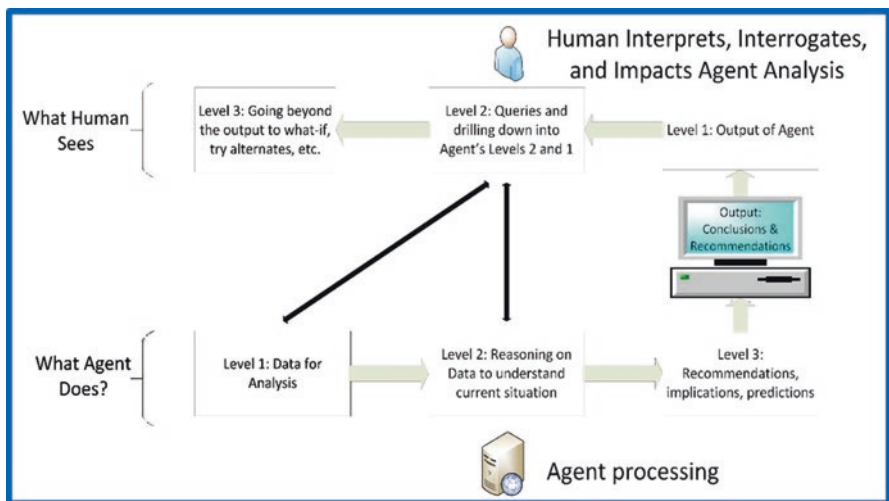 Human Interprets, Interrogates,
and Impacts Agent Analysis
What Human
Sees
Level 3: Going beyond
the output to what-if,
try alternates, etc.
Level 2: Queries and
drilling down into
Agent's Levels 2 and 1
Level 1: Output of Agent
Output:
Conclusions &
Recommendations
What Agent
Does?
Level 1: Data for
Analysis
Level 2: Reasoning on
Data to understand
current situation
Level 3:
Recommendations,
implications, predictions
Agent processing